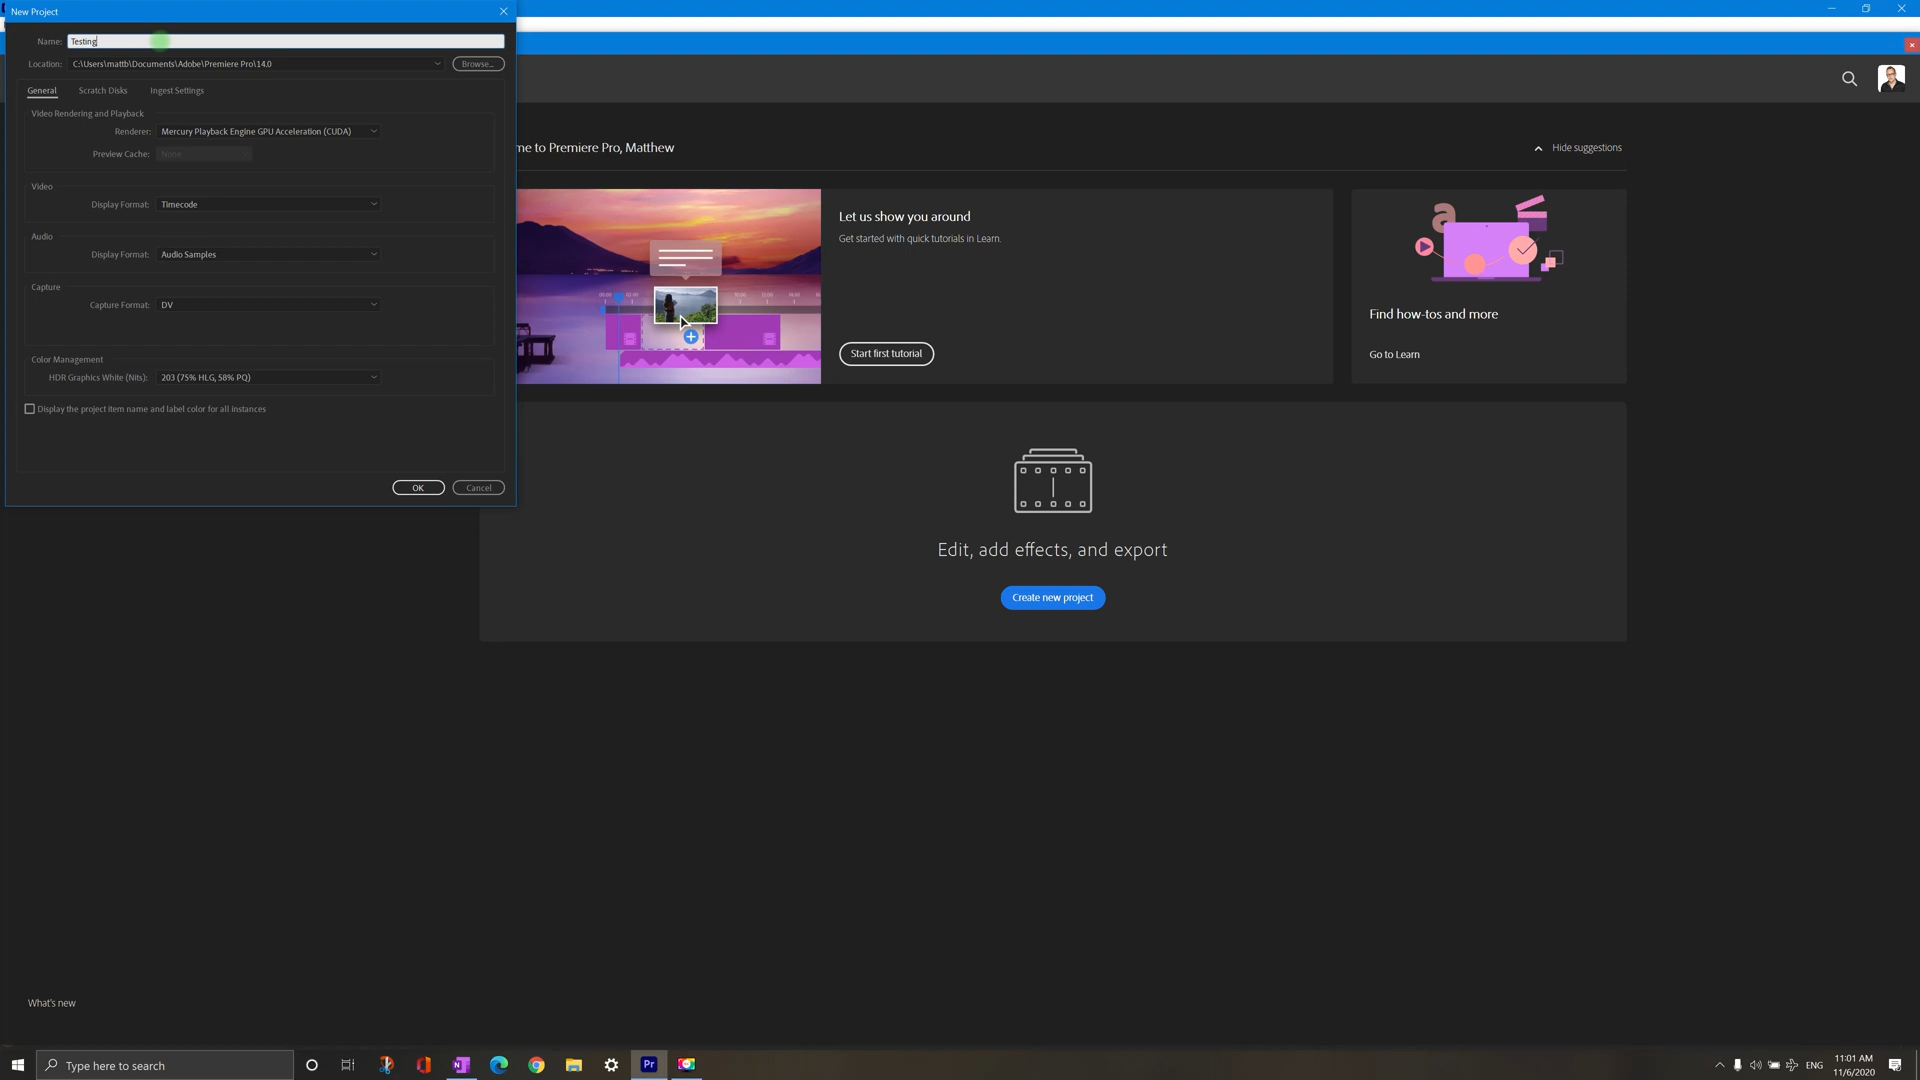 New Project
Name: Testing
Location: C:\Users\mattb\Documents\Adobe\Premiere Pro\14.0
Browse...
General Scratch Disks Ingest Settings
Video Rendering and Playback
Renderer: Mercury Playback Engine GPU Acceleration (CUDA)
Preview Cache: None
Video
Display Format: Timecode
Audio
Display Format: Audio Samples
Capture
Capture Format: DV
Color Management
HDR Graphics White (Nits): 203 (75% HLG, 58% PQ)
Display the project item name and label color for all instances
OK Cancel
me to Premiere Pro, Matthew
Hide suggestions
Let us show you around
Get started with quick tutorials in Learn.
Start first tutorial
a
Find how-tos and more
Go to Learn
Edit, add effects, and export
Create new project
What's new
Type here to search
N
Pr
ENG
11:01 AM
11/6/2020